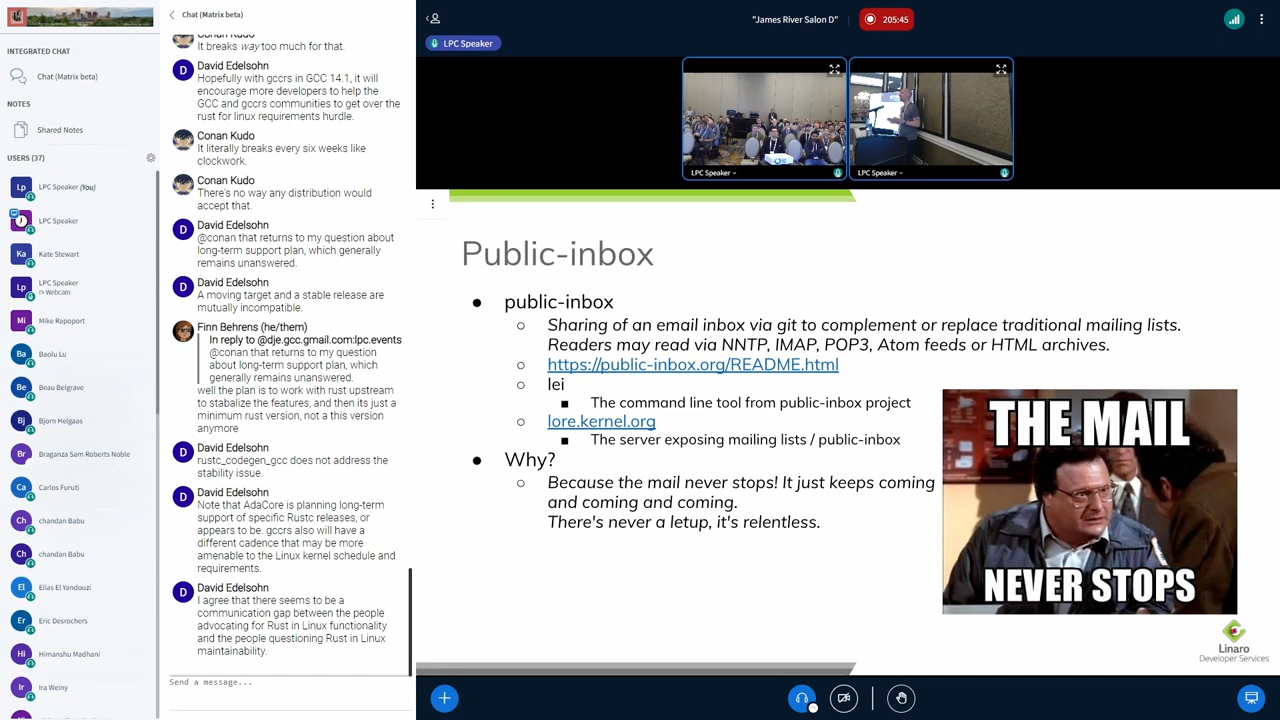 INTEGRATED CHAT
Chat (Matrix beta)
NOTES
Shared Notes
USERS (37)
Lp
LPC Speaker (You)
LPC Speaker
Ka
Kate Stewart
Lp
LPC Speaker
Webcam
Mi
Mike Rapoport
Ba
Baolu Lu
Be
Beau Belgrave
Bj
Bjorn Helgaas
Br
Braganza Sam Roberts Noble
Ca
Carlos Furuti
Ch
chandan Babu
Ch
chandan Babu
El
Elias El Yandouzi
Er
Eric Desrochers
Hi
Himanshu Madhani
Ir
Ira Weiny
Chat (Matrix beta)
Conan Kudo
It breaks way too much for that.
D
David Edelsohn
Hopefully with gccrs in GCC 14.1, it will
encourage more developers to help the
GCC and gccrs communities to get over the
rust for linux requirements hurdle.
Conan Kudo
It literally breaks every six weeks like
clockwork.
Conan Kudo
There's no way any distribution would
accept that.
D
David Edelsohn
@conan that returns to my question about
long-term support plan, which generally
remains unanswered.
D
David Edelsohn
A moving target and a stable release are
mutually incompatible.
Finn Behrens (he/them)
In reply to @dje.gcc.gmail.com:lpc.events
@conan that returns to my question
about long-term support plan, which
generally remains unanswered.
well the plan is to work with rust upstream
to stabalize the features, and then its just a
minimum rust version, not a this version
anymore
D
David Edelsohn
rustc_codegen_gcc does not address the
stability issue.
D
David Edelsohn
Note that AdaCore is planning long-term
support of specific Rustc releases, or
appears to be. gccrs also will have a
different cadence that may be more
amenable to the Linux kernel schedule and
requirements.
D
David Edelsohn
I agree that there seems to be a
communication gap between the people
advocating for Rust in Linux functionality
and the people questioning Rust in Linux
maintainability.
Send a message...
"James River Salon D"
205:45
LPC Speaker
LPC Speaker
LPC Speaker
Public-inbox
● public-inbox
○ Sharing of an email inbox via git to complement or replace traditional mailing lists.
Readers may read via NNTP, IMAP, POP3, Atom feeds or HTML archives.
○ https://public-inbox.org/README.html
○ lei
■ The command line tool from public-inbox project
○ lore.kernel.org
■ The server exposing mailing lists / public-inbox
● Why?
○ Because the mail never stops! It just keeps coming
and coming and coming.
There's never a letup, it's relentless.
THE MAIL
NEVER STOPS
Linaro
Developer Services